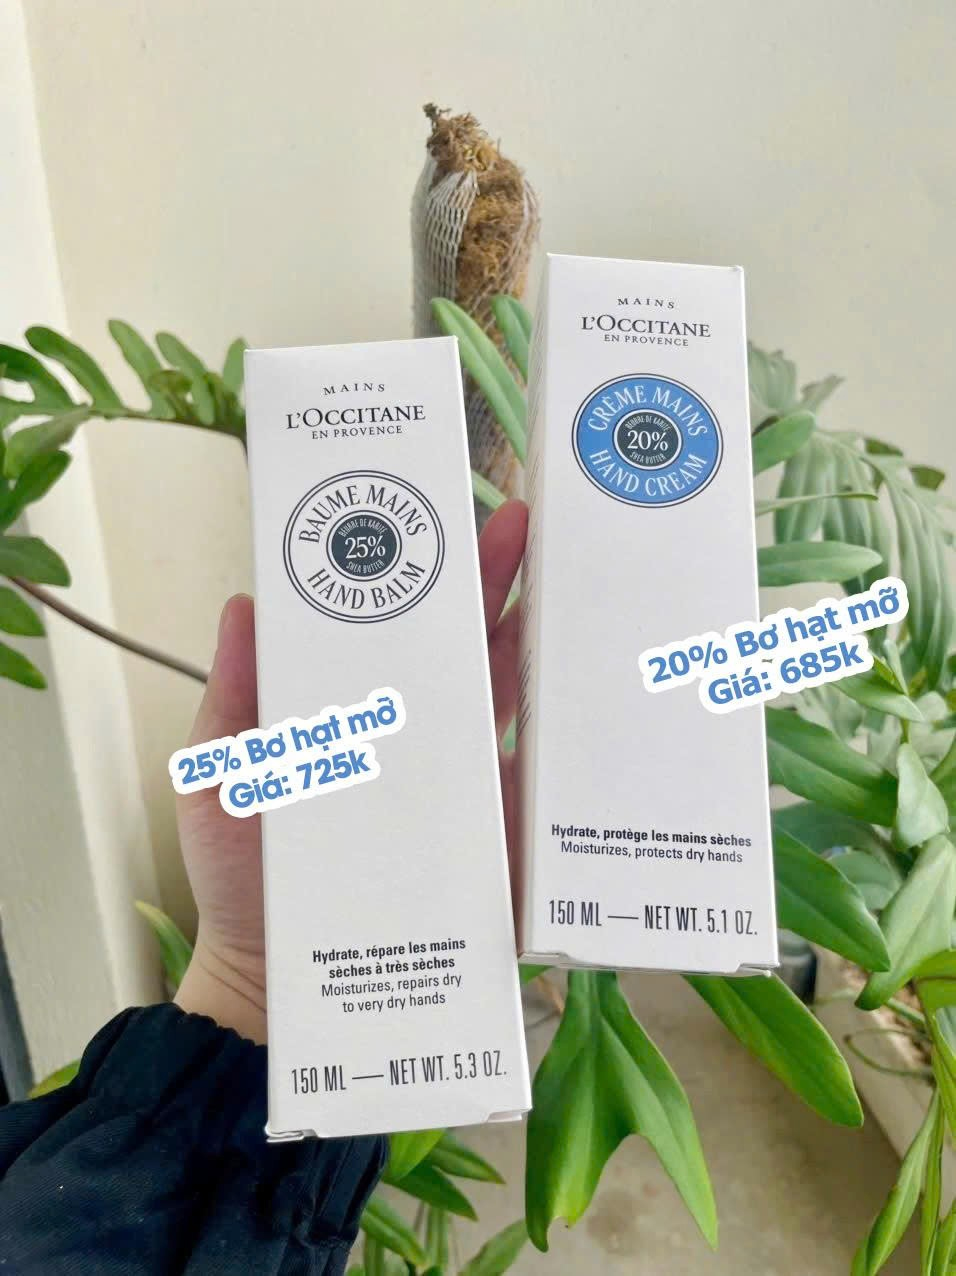 MAINS
L'OCCITANE
EN PROVENCE
BAUME MAINS
BEURRE DE KARITÉ
25%
SHEA BUTTER
HAND BALM
25% Bơ hạt mỡ
Giá: 725k
Hydrate, répare les mains
sèches à très sèches
Moisturizes, repairs dry
to very dry hands
150 ML — NET WT. 5.3 OZ.
MAINS
L'OCCITANE
EN PROVENCE
CRÈME MAINS
BEURRE DE KARITÉ
20%
SHEA BUTTER
HAND CREAM
20% Bơ hạt mỡ
Giá: 685k
Hydrate, protège les mains sèches
Moisturizes, protects dry hands
150 ML — NET WT. 5.1 OZ.